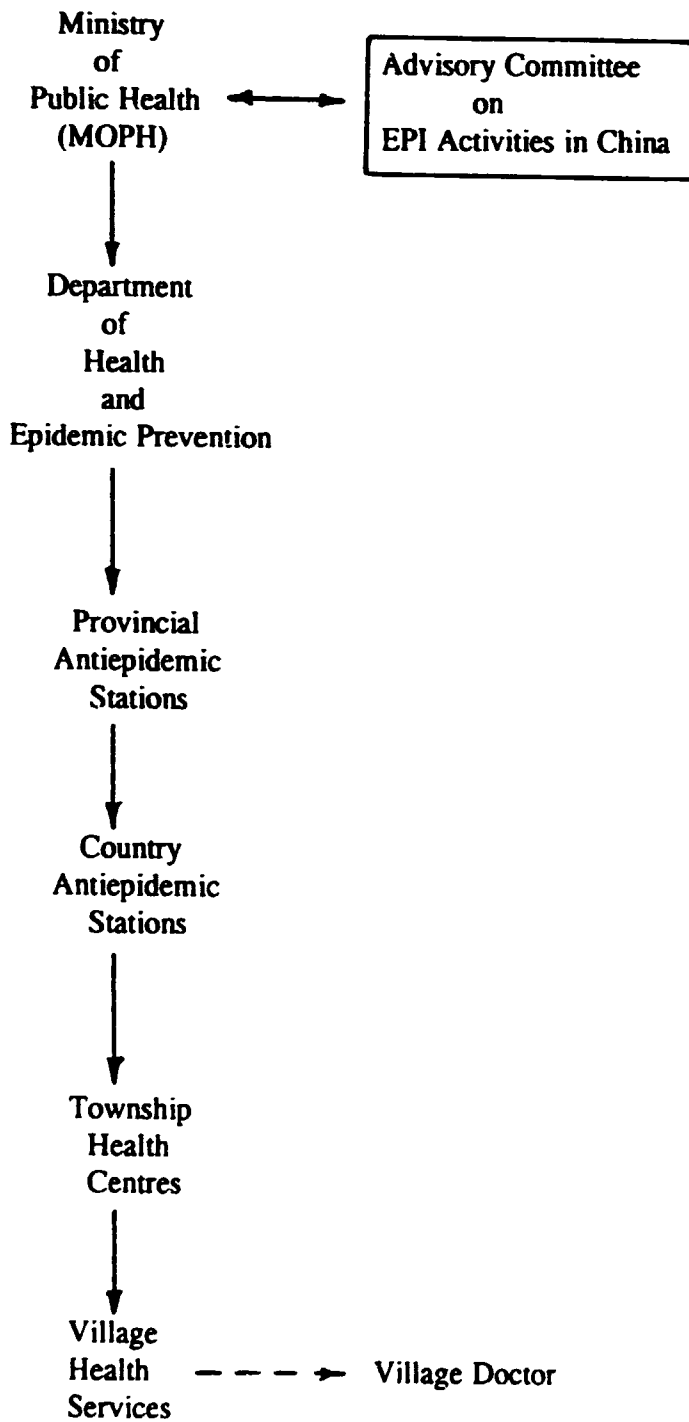 Ministry
of
Public Health
(MOPH)
Advisory Committee
on
EPI Activities in China
Department
of
Health
and
Epidemic Prevention
Provincial
Antiepidemic
Stations
Country
Antiepidemic
Stations
Township
Health
Centres
Village
Health
Services
Village Doctor